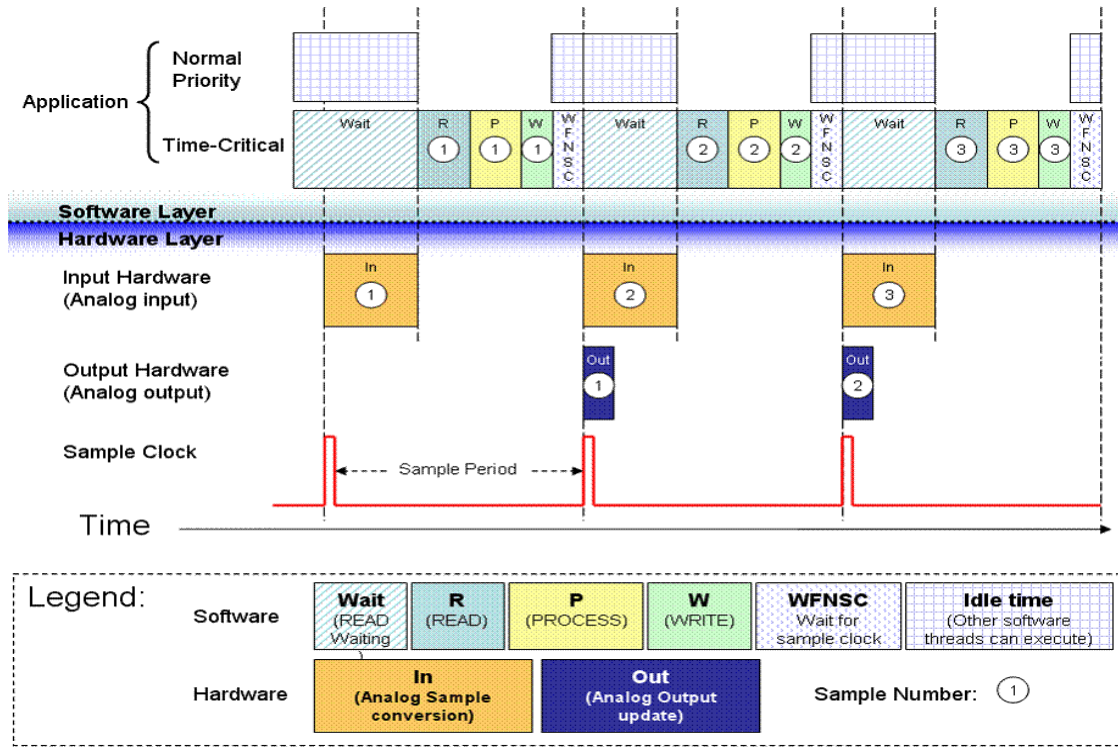 Normal
Priority
Application
Time-Critical
Wait
R
1
P
1
W
1
W
F
N
S
C
Wait
R
2
P
2
W
2
W
F
N
S
C
Wait
R
3
P
3
W
3
W
F
N
S
C
Software Layer
Hardware Layer
Input Hardware
(Analog input)
In
1
In
2
In
3
Output Hardware
(Analog output)
Out
1
Out
2
Sample Clock
Sample Period
Time
Legend:
Software
Wait
(READ
Waiting
)
R
(READ)
P
(PROCESS)
W
(WRITE)
WFNSC
Wait for
sample clock
Idle time
(Other software
threads can execute)
Hardware
In
(Analog Sample
conversion)
Out
(Analog Output
update)
Sample Number: 1